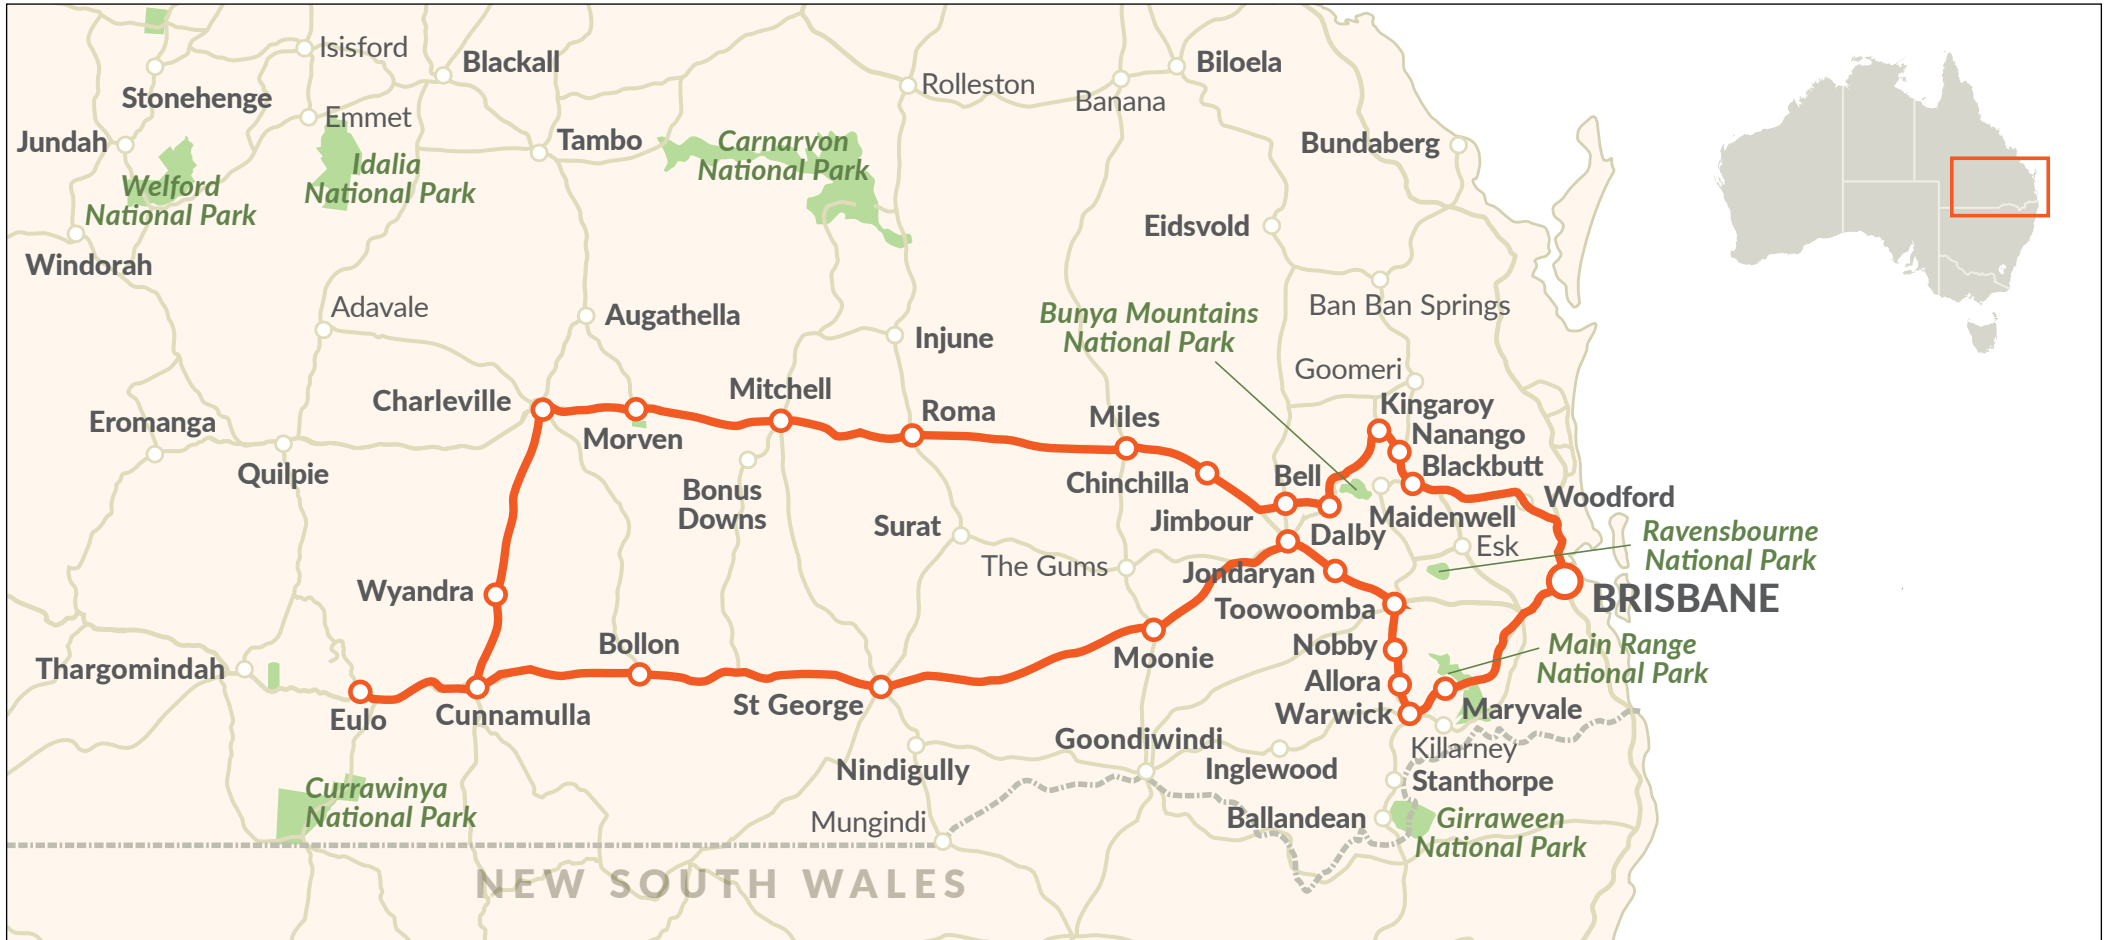 Isisford
Blackall
Biloela
Rolleston
Stonehenge
Banana
Emmet
Jundah
Tambo
Carnarvon
National Park
Bundaberg
Idalia
National Park
Welford
National Park
Eidsvold
Windorah
Adavale
Augathella
Ban Ban Springs
Bunya Mountains
National Park
Injune
Goomeri
Charleville
Mitchell
Roma
Miles
Kingaroy
Eromanga
Morven
Nanango
Quilpie
Blackbutt
Chinchilla
Bell
Bonus
Downs
Woodford
Surat
Jimbour
Maidenwell
Dalby
Esk
Ravensbourne
National Park
The Gums
Jondaryan
Wyandra
BRISBANE
Toowoomba
Bollon
Nobby
Main Range
National Park
Moonie
Thargomindah
Allora
Eulo
Cunnamulla
St George
Warwick
Maryvale
Goondiwindi
Killarney
Nindigully
Inglewood
Stanthorpe
Currawinya
National Park
Mungindi
Ballandean
Girraween
National Park
NEW SOUTH WALES